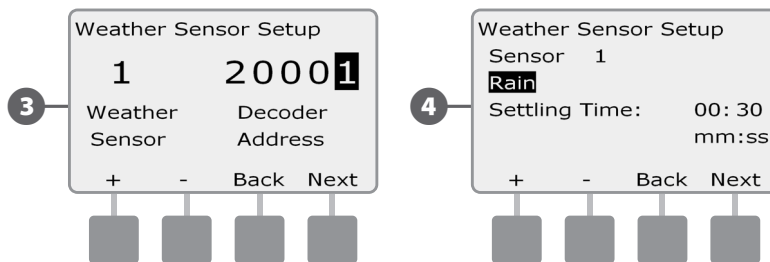 3
Weather Sensor Setup
1 20001
Weather Decoder
Sensor Address
+ - Back Next
4
Weather Sensor Setup
Sensor 1
Rain
Settling Time: 00:30
mm:ss
+ - Back Next